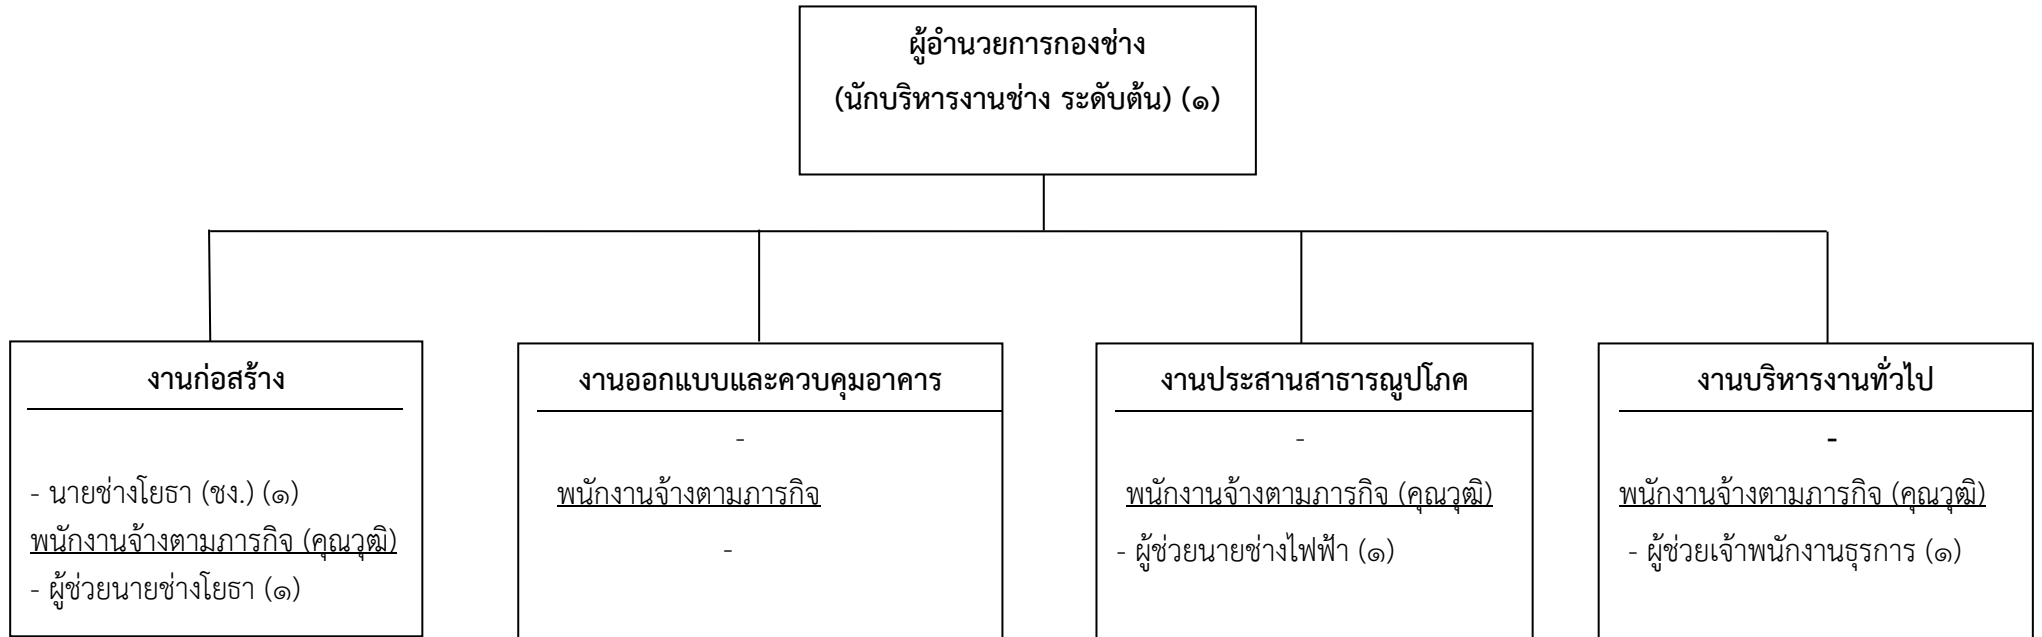 ผู้อำนวยการกองช่าง
(นักบริหารงานช่าง ระดับต้น) (๑)
งานก่อสร้าง
- นายช่างโยธา (ชง.) (๑)
พนักงานจ้างตามภารกิจ (คุณวุฒิ)
- ผู้ช่วยนายช่างโยธา (๑)
งานออกแบบและควบคุมอาคาร
-
พนักงานจ้างตามภารกิจ
-
งานประสานสาธารณูปโภค
-
พนักงานจ้างตามภารกิจ (คุณวุฒิ)
- ผู้ช่วยนายช่างไฟฟ้า (๑)
งานบริหารงานทั่วไป
-
พนักงานจ้างตามภารกิจ (คุณวุฒิ)
- ผู้ช่วยเจ้าพนักงานธุรการ (๑)